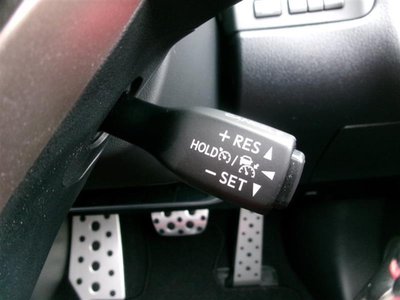 + RES ▲
HOLD / ◀
− SET ▼